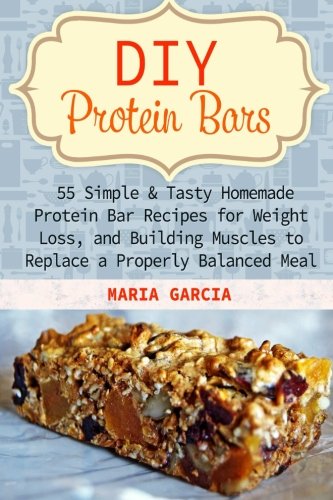 DIY
Protein Bars
55 Simple & Tasty Homemade
Protein Bar Recipes for Weight
Loss, and Building Muscles to
Replace a Properly Balanced Meal
MARIA GARCIA